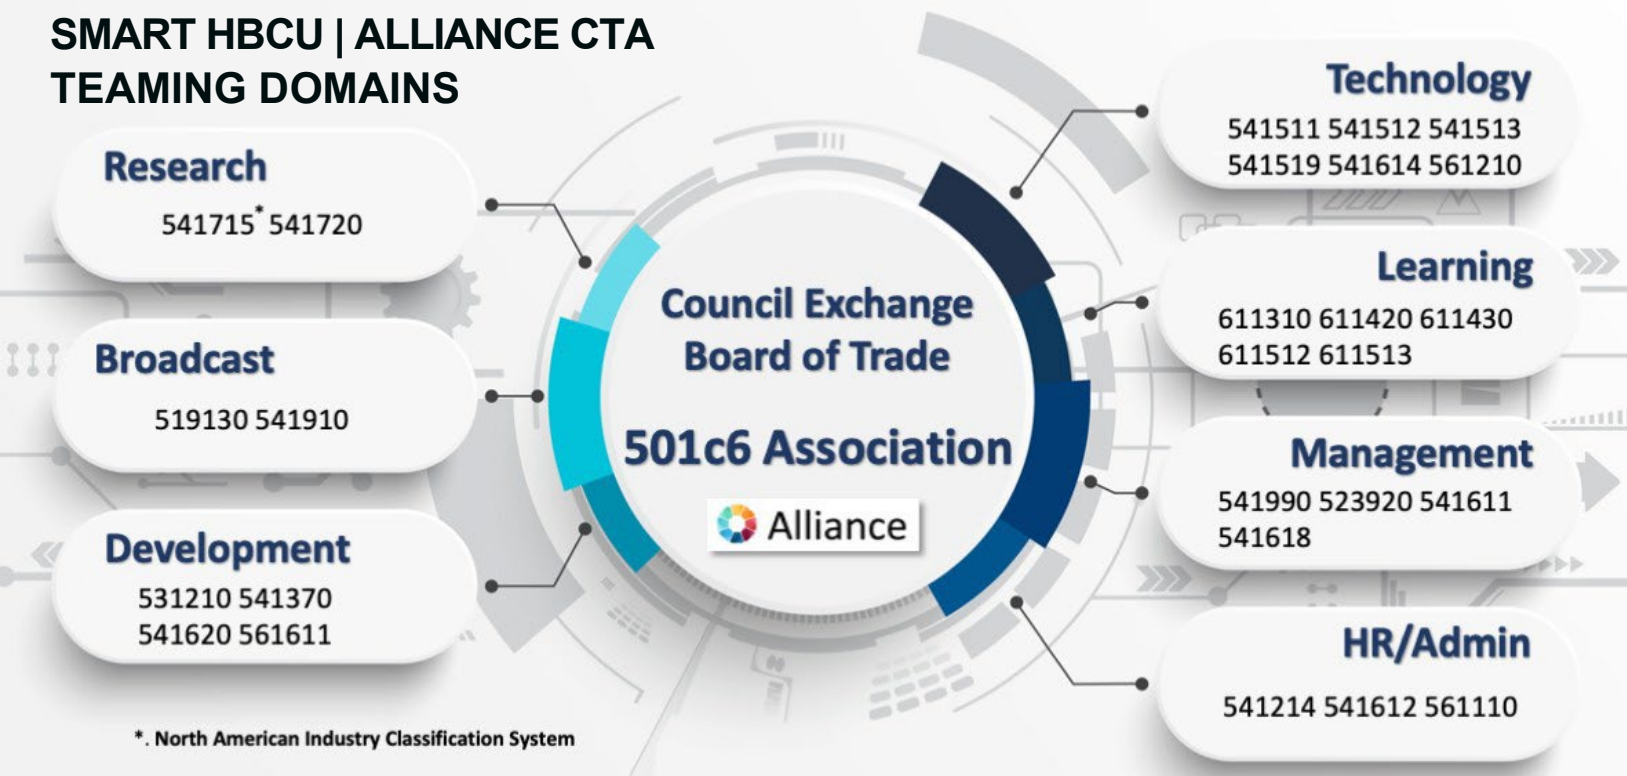 SMART HBCU | ALLIANCE CTA
TEAMING DOMAINS
Research
541715* 541720
Broadcast
519130 541910
Development
531210 541370
541620 561611
Council Exchange
Board of Trade
501c6 Association
Alliance
Technology
541511 541512 541513
541519 541614 561210
Learning
611310 611420 611430
611512 611513
Management
541990 523920 541611
541618
HR/Admin
541214 541612 561110
*. North American Industry Classification System